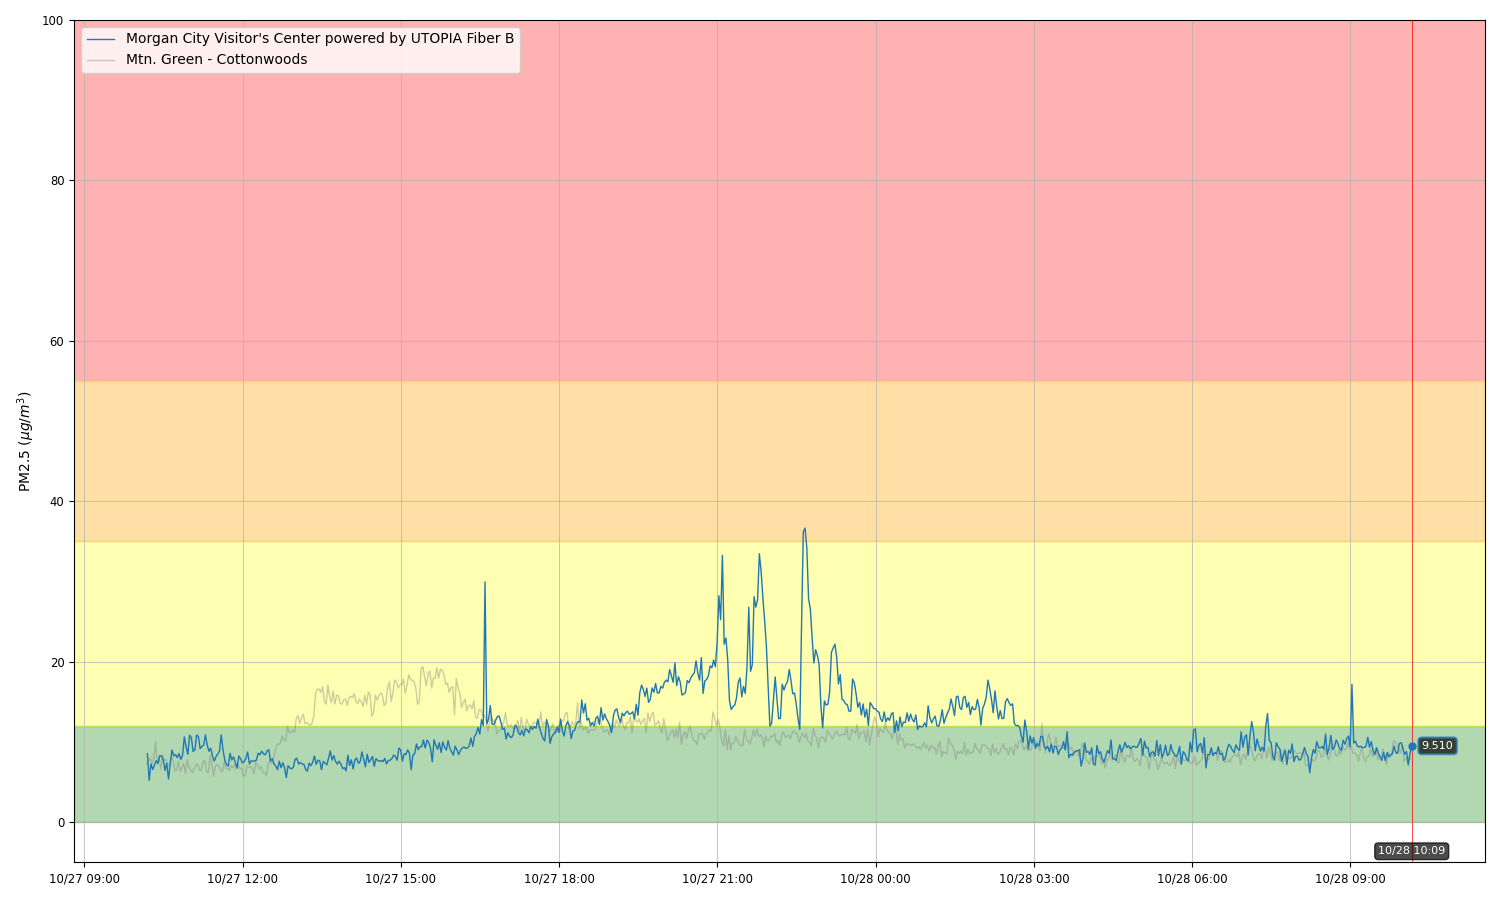 100
Morgan City Visitor's Center powered by UTOPIA Fiber B
Mtn. Green - Cottonwoods
80
60
PM2.5 (μg/m³)
40
20
9.510
0
10/28 10:09
10/27 09:00 10/27 12:00 10/27 15:00 10/27 18:00 10/27 21:00 10/28 00:00 10/28 03:00 10/28 06:00 10/28 09:00